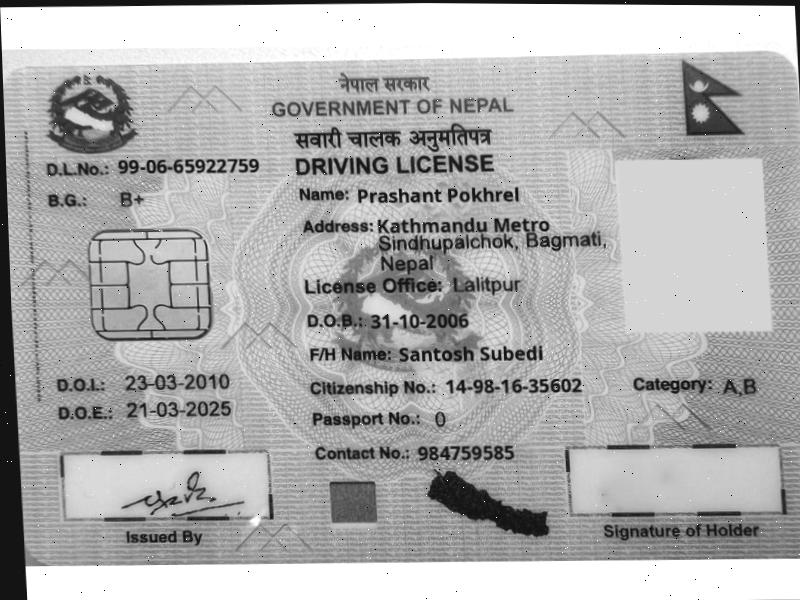 नेपाल सरकार
GOVERNMENT OF NEPAL
सवारी चालक अनुमतिपत्र
DRIVING LICENSE
D.L.No.: 99-06-65922759
B.G.: B+
Name: Prashant Pokhrel
Address: Kathmandu Metro
Sindhupalchok, Bagmati,
Nepal
License Office: Lalitpur
D.O.B.: 31-10-2006
F/H Name: Santosh Subedi
D.O.I.: 23-03-2010
Citizenship No.: 14-98-16-35602
Category: A,B
D.O.E.: 21-03-2025
Passport No.: 0
Contact No.: 984759585
Issued By
Signature of Holder